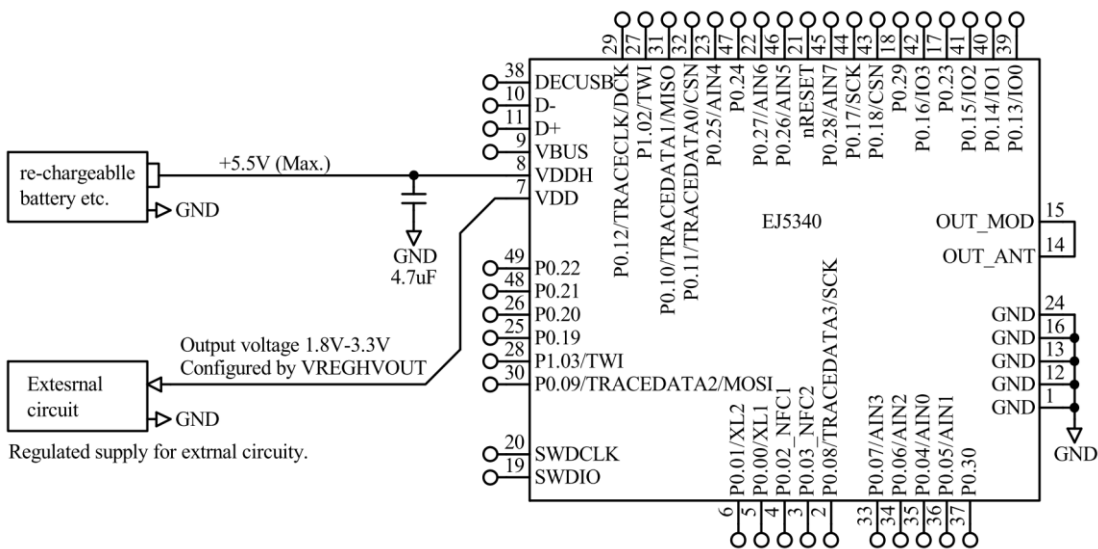 29
27
31
32
23
47
22
46
21
45
44
43
18
42
17
41
40
39
P0.12/TRACECLK/DCK
P1.02/TWI
P0.10/TRACEDATA1/MISO
P0.11/TRACEDATA0/CSN
P0.25/AIN4
P0.24
P0.27/AIN6
P0.26/AIN5
nRESET
P0.28/AIN7
P0.17/SCK
P0.18/CSN
P0.29
P0.16/IO3
P0.23
P0.15/IO2
P0.14/IO1
P0.13/IO0
38 DECUSB
10 D-
11 D+
9 VBUS
8 VDDH
7 VDD
re-chargeablle
battery etc.
+5.5V (Max.)
GND
GND
4.7uF
EJ5340
15 OUT_MOD
14 OUT_ANT
49 P0.22
48 P0.21
26 P0.20
25 P0.19
28 P1.03/TWI
30 P0.09/TRACEDATA2/MOSI
24 GND
16 GND
13 GND
12 GND
1 GND
GND
Output voltage 1.8V-3.3V
Configured by VREGHVOUT
Extesrnal
circuit
GND
Regulated supply for extrnal circuity.
20 SWDCLK
19 SWDIO
P0.01/XL2
P0.00/XL1
P0.02_NFC1
P0.03_NFC2
P0.08/TRACEDATA3/SCK
P0.07/AIN3
P0.06/AIN2
P0.04/AIN0
P0.05/AIN1
P0.30
6
5
4
3
2
33
34
35
36
37